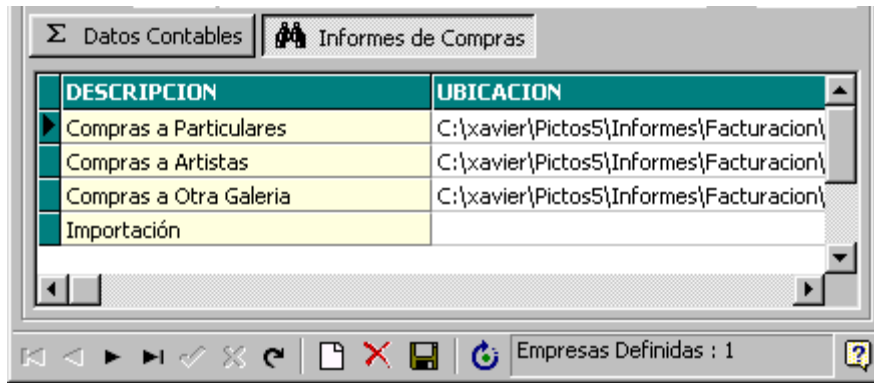 Σ Datos Contables Informes de Compras
DESCRIPCION UBICACION
Compras a Particulares C:\xavier\Pictos5\Informes\Facturacion\
Compras a Artistas C:\xavier\Pictos5\Informes\Facturacion\
Compras a Otra Galeria C:\xavier\Pictos5\Informes\Facturacion\
Importación
Empresas Definidas : 1